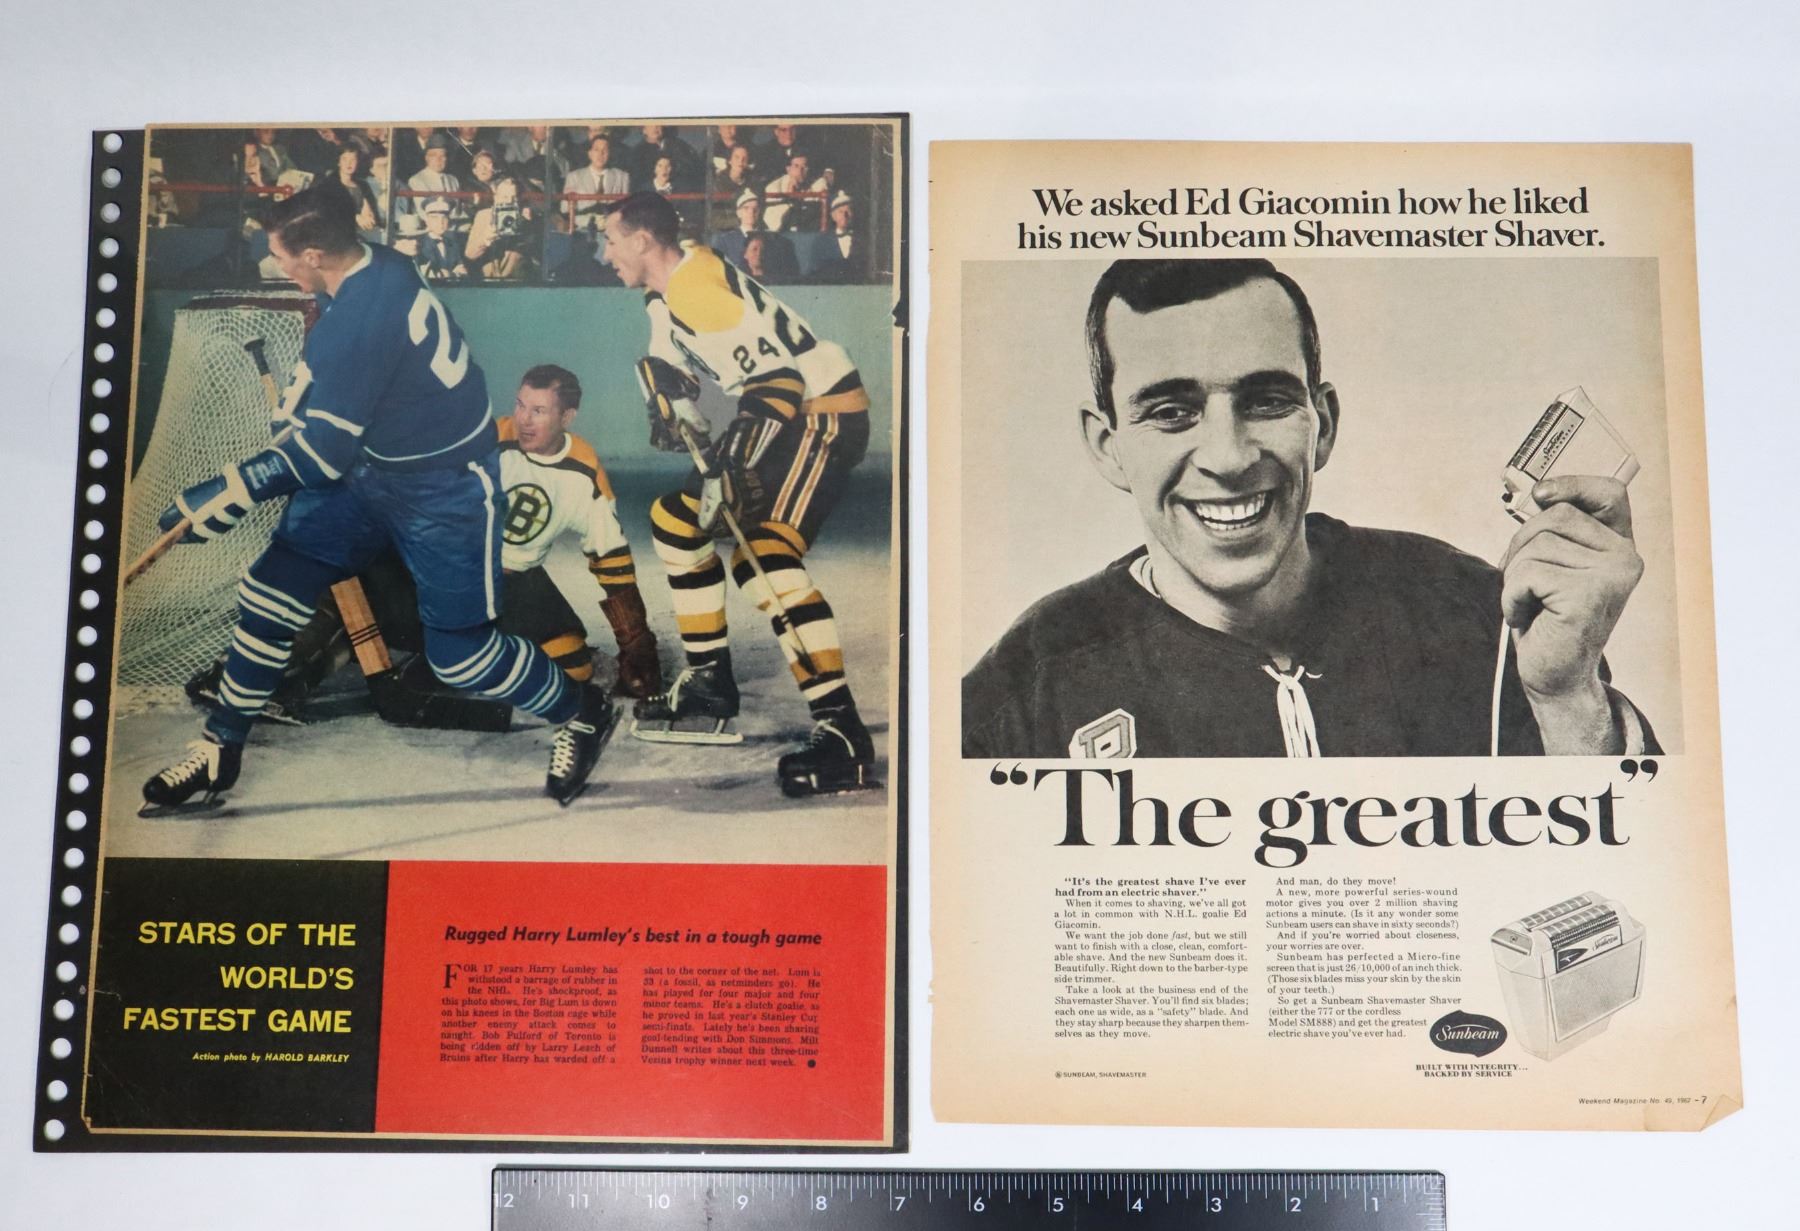 24
B
STARS OF THE
WORLD'S
FASTEST GAME
Action photo by HAROLD BARKLEY
Rugged Harry Lumley's best in a tough game
FOR 17 years Harry Lumley has
withstood a barrage of rubber in
the NHL. He's shockproof, as
this photo shows, for Big Lum is down
on his knees in the Boston cage while
another enemy attack comes to
naught. Bob Pulford of Toronto is
being ridden off by Larry Leach of
Bruins after Harry has warded off a
shot to the corner of the net. Lum is
33 (a fossil, as netminders go). He
has played for four major and four
minor teams. He's a clutch goalie, as
he proved in last year's Stanley Cup
semi-finals. Lately he's been sharing
goal-tending with Don Simmons. Milt
Dunnell writes about this three-time
Vezina trophy winner next week.
We asked Ed Giacomin how he liked
his new Sunbeam Shavemaster Shaver.
Sunbeam
"The greatest"
"It's the greatest shave I've ever
had from an electric shaver."
When it comes to shaving, we've all got
a lot in common with N.H.L. goalie Ed
Giacomin.
We want the job done fast, but we still
want to finish with a close, clean, comfort-
able shave. And the new Sunbeam does it.
Beautifully. Right down to the barber-type
side trimmer.
Take a look at the business end of the
Shavemaster Shaver. You'll find six blades;
each one as wide, as a "safety" blade. And
they stay sharp because they sharpen them-
selves as they move.
And man, do they move!
A new, more powerful series-wound
motor gives you over 2 million shaving
actions a minute. (Is it any wonder some
Sunbeam users can shave in sixty seconds?)
And if you're worried about closeness,
your worries are over.
Sunbeam has perfected a Micro-fine
screen that is just 26/10,000 of an inch thick.
(Those six blades miss your skin by the skin
of your teeth.)
So get a Sunbeam Shavemaster Shaver
(either the 777 or the cordless
Model SM888) and get the greatest
electric shave you've ever had.
Sunbeam
Sunbeam
BUILT WITH INTEGRITY...
BACKED BY SERVICE
® SUNBEAM, SHAVEMASTER
Weekend Magazine No. 49, 1967 - 7
12 11 10 9 8 7 6 5 4 3 2 1